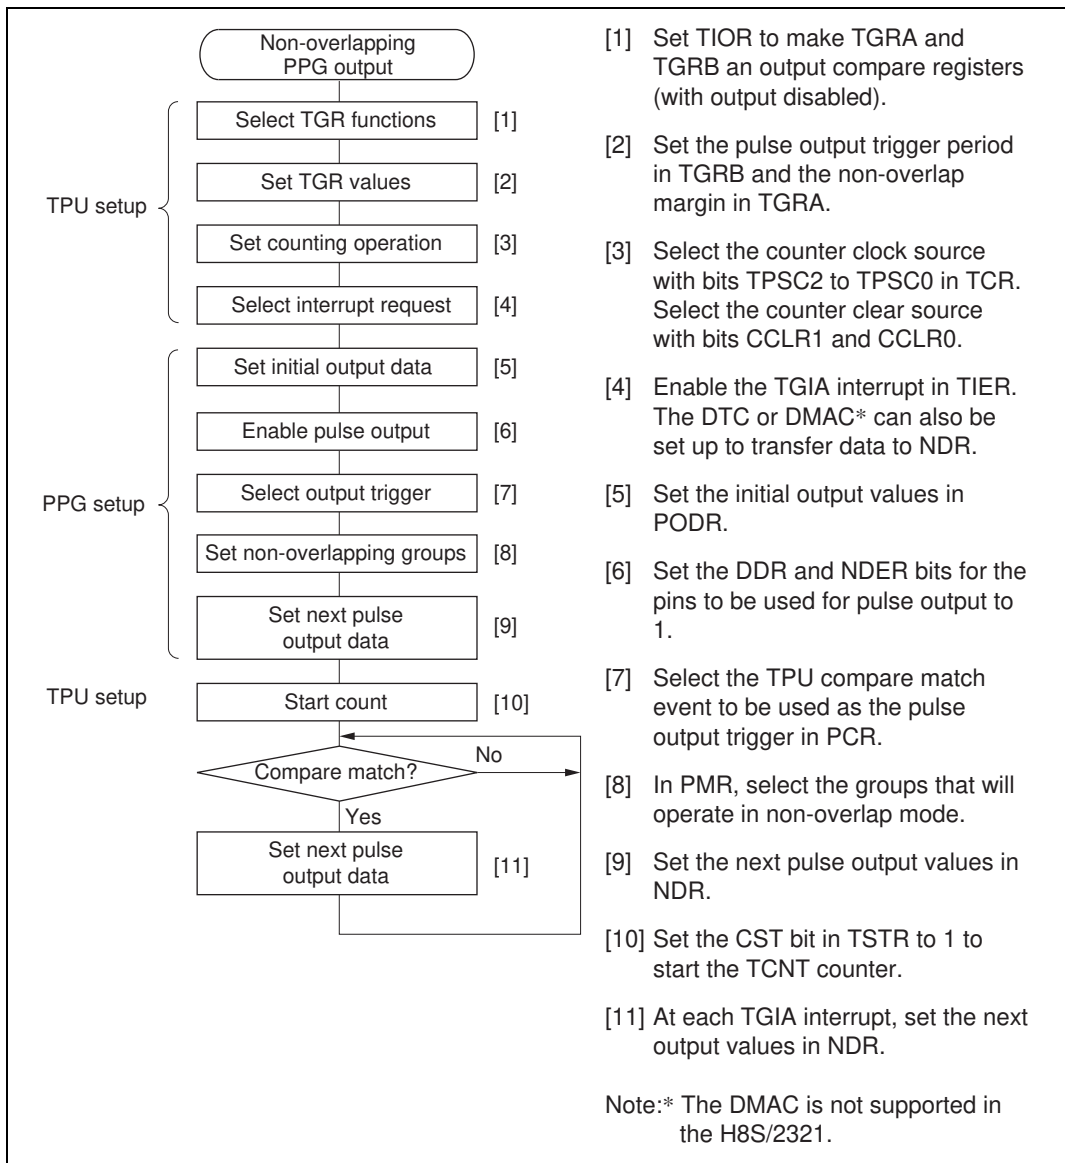 Non-overlapping
PPG output
Select TGR functions [1]
Set TGR values [2]
TPU setup
Set counting operation [3]
Select interrupt request [4]
Set initial output data [5]
Enable pulse output [6]
Select output trigger [7]
PPG setup
Set non-overlapping groups [8]
Set next pulse
output data
[9]
TPU setup
Start count [10]
Compare match?
No
Yes
Set next pulse
output data
[11]
[1] Set TIOR to make TGRA and
TGRB an output compare registers
(with output disabled).
[2] Set the pulse output trigger period
in TGRB and the non-overlap
margin in TGRA.
[3] Select the counter clock source
with bits TPSC2 to TPSC0 in TCR.
Select the counter clear source
with bits CCLR1 and CCLR0.
[4] Enable the TGIA interrupt in TIER.
The DTC or DMAC* can also be
set up to transfer data to NDR.
[5] Set the initial output values in
PODR.
[6] Set the DDR and NDER bits for the
pins to be used for pulse output to
1.
[7] Select the TPU compare match
event to be used as the pulse
output trigger in PCR.
[8] In PMR, select the groups that will
operate in non-overlap mode.
[9] Set the next pulse output values in
NDR.
[10] Set the CST bit in TSTR to 1 to
start the TCNT counter.
[11] At each TGIA interrupt, set the next
output values in NDR.
Note:* The DMAC is not supported in
the H8S/2321.